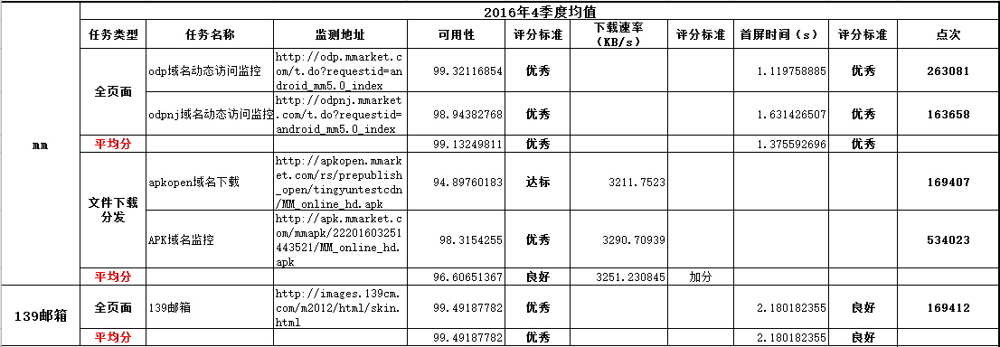 2016年4季度均值
任务类型 任务名称 监测地址 可用性 评分标准 下载速率（KB/s） 评分标准 首屏时间（s） 评分标准 点次
mm
全页面
odp域名动态访问监控
http://odp.mmarket.c
om/t.do?requestid=an
droid_mm5.0_index
99.32116854 优秀 1.119758885 优秀 263081
odpnj域名动态访问监控
http://odpnj.mmarket
.com/t.do?requestid=
android_mm5.0_index
98.94382768 优秀 1.631426507 优秀 163658
平均分 99.13249811 优秀 1.375592696 优秀
文件下载
分发
apkopen域名下载
http://apkopen.mmark
et.com/rs/prepublish
_open/tingyuntestcdn
/MM_online_hd.apk
94.89760183 达标 3211.7523 169407
APK域名监控
http://apk.mmarket.c
om/mmapk/22201603251
443521/MM_online_hd.
apk
98.3154255 优秀 3290.70939 534023
平均分 96.60651367 良好 3251.230845 加分
139邮箱
全页面 139邮箱
http://images.139cm.
com/m2012/html/skin.
html
99.49187782 优秀 2.180182355 良好 169412
平均分 99.49187782 优秀 2.180182355 良好